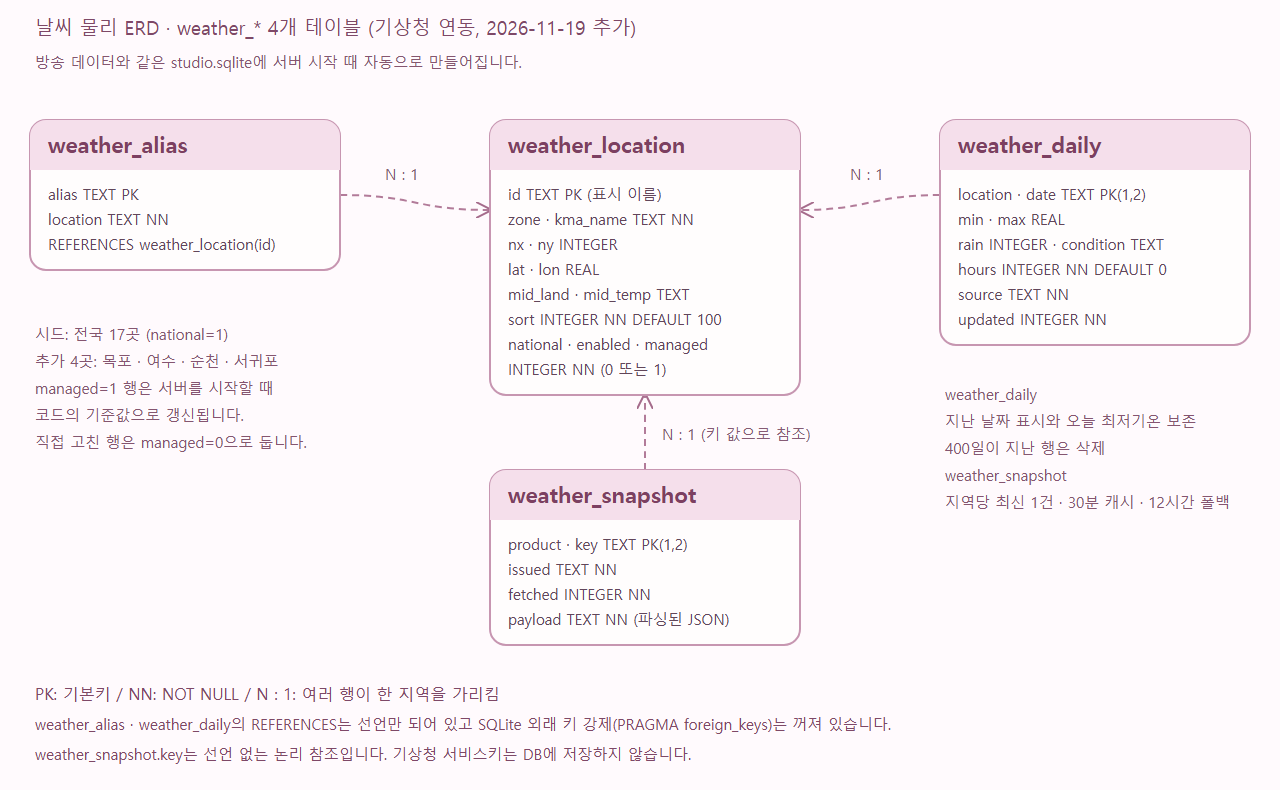 날씨 물리 ERD · weather_* 4개 테이블 (기상청 연동, 2026-11-19 추가)
방송 데이터와 같은 studio.sqlite에 서버 시작 때 자동으로 만들어집니다.
weather_alias
alias TEXT PK
location TEXT NN
REFERENCES weather_location(id)
N : 1
weather_location
id TEXT PK (표시 이름)
zone · kma_name TEXT NN
nx · ny INTEGER
lat · lon REAL
mid_land · mid_temp TEXT
sort INTEGER NN DEFAULT 100
national · enabled · managed
INTEGER NN (0 또는 1)
N : 1
weather_daily
location · date TEXT PK(1,2)
min · max REAL
rain INTEGER · condition TEXT
hours INTEGER NN DEFAULT 0
source TEXT NN
updated INTEGER NN
시드: 전국 17곳 (national=1)
추가 4곳: 목포 · 여수 · 순천 · 서귀포
managed=1 행은 서버를 시작할 때
코드의 기준값으로 갱신됩니다.
직접 고친 행은 managed=0으로 둡니다.
N : 1 (키 값으로 참조)
weather_snapshot
product · key TEXT PK(1,2)
issued TEXT NN
fetched INTEGER NN
payload TEXT NN (파싱된 JSON)
weather_daily
지난 날짜 표시와 오늘 최저기온 보존
400일이 지난 행은 삭제
weather_snapshot
지역당 최신 1건 · 30분 캐시 · 12시간 폴백
PK: 기본키 / NN: NOT NULL / N : 1: 여러 행이 한 지역을 가리킴
weather_alias · weather_daily의 REFERENCES는 선언만 되어 있고 SQLite 외래 키 강제(PRAGMA foreign_keys)는 꺼져 있습니다.
weather_snapshot.key는 선언 없는 논리 참조입니다. 기상청 서비스키는 DB에 저장하지 않습니다.